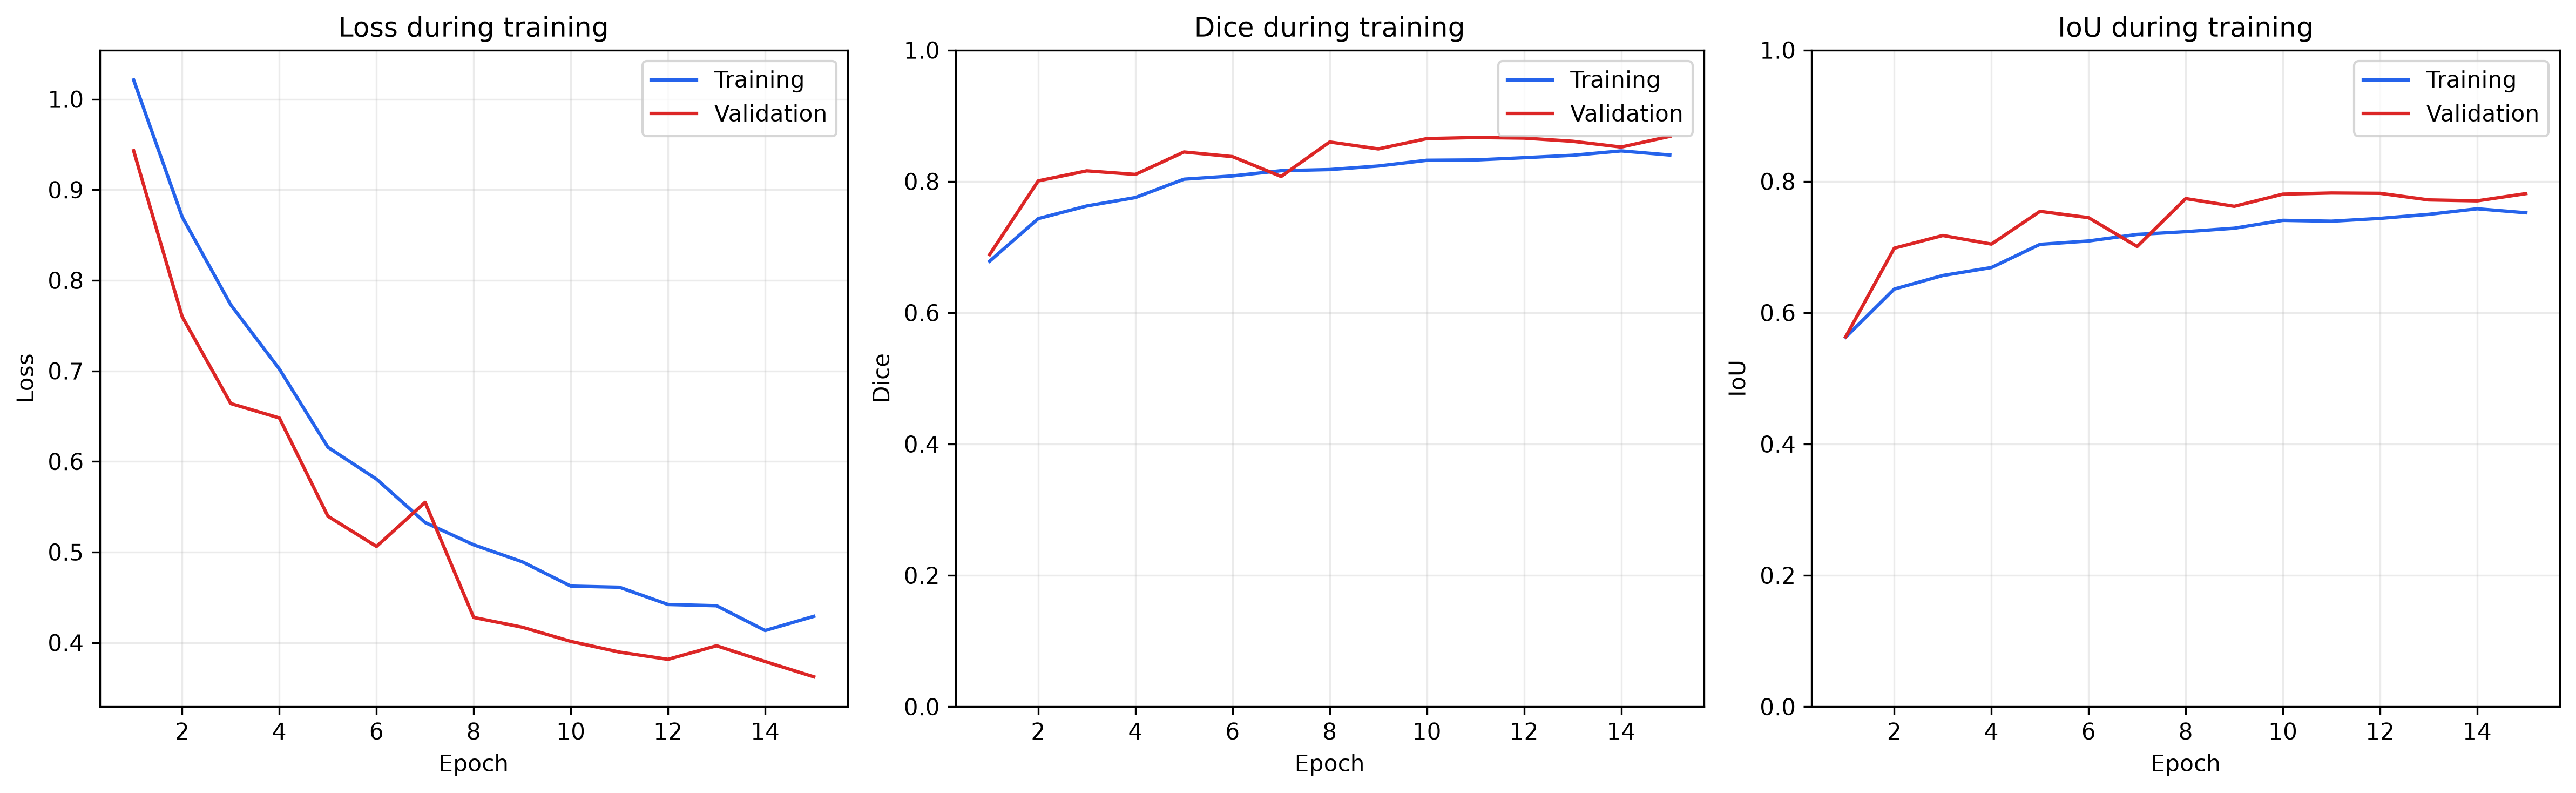 Loss during training
Training
Validation
1.0
0.9
0.8
0.7
0.6
0.5
0.4
Loss
2 4 6 8 10 12 14
Epoch
Dice during training
Training
Validation
1.0
0.8
0.6
0.4
0.2
0.0
Dice
2 4 6 8 10 12 14
Epoch
IoU during training
Training
Validation
1.0
0.8
0.6
0.4
0.2
0.0
IoU
2 4 6 8 10 12 14
Epoch